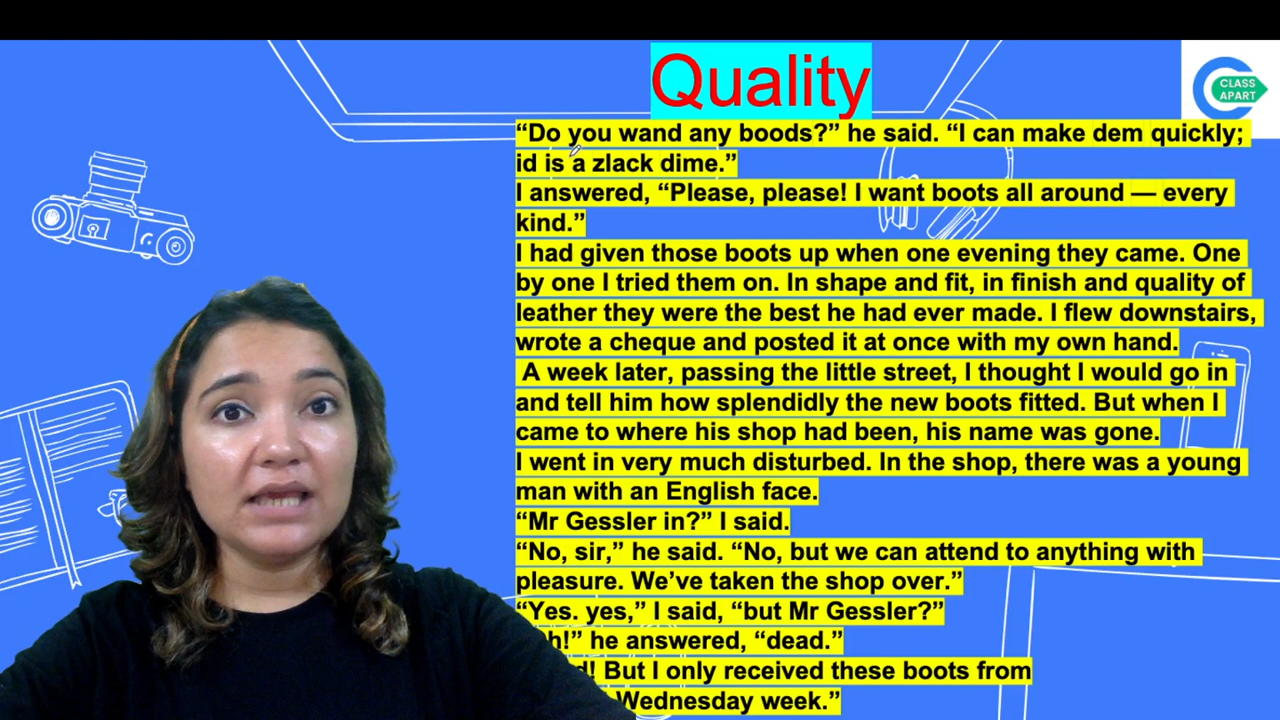 Quality
CLASS
APART
“Do you wand any boods?” he said. “I can make dem quickly;
id is a zlack dime.”
I answered, “Please, please! I want boots all around — every
kind.”
I had given those boots up when one evening they came. One
by one I tried them on. In shape and fit, in finish and quality of
leather they were the best he had ever made. I flew downstairs,
wrote a cheque and posted it at once with my own hand.
A week later, passing the little street, I thought I would go in
and tell him how splendidly the new boots fitted. But when I
came to where his shop had been, his name was gone.
I went in very much disturbed. In the shop, there was a young
man with an English face.
“Mr Gessler in?” I said.
“No, sir,” he said. “No, but we can attend to anything with
pleasure. We’ve taken the shop over.”
“Yes. yes,” I said, “but Mr Gessler?”
he answered, “dead.”
But I only received these boots from
Wednesday week.”